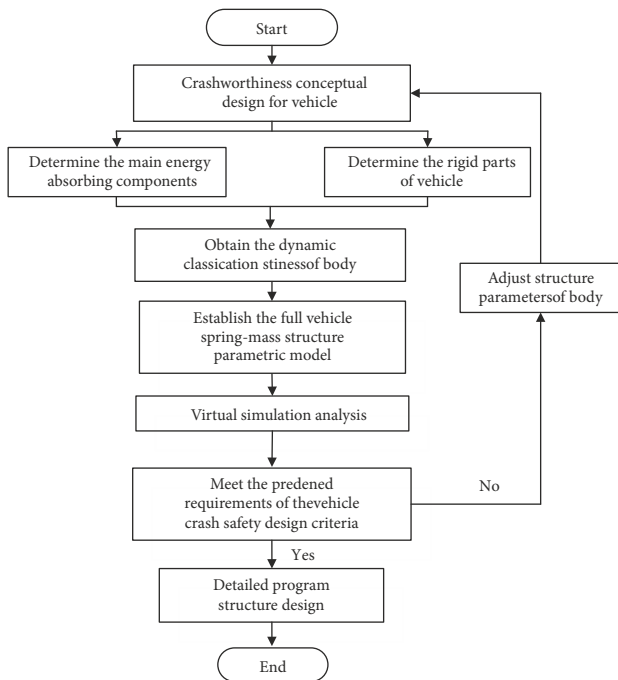 Start
Crashworthiness conceptual
design for vehicle
Determine the main energy
absorbing components
Determine the rigid parts
of vehicle
Obtain the dynamic
classication stinessof body
Adjust structure
parametersof body
Establish the full vehicle
spring-mass structure
parametric model
Virtual simulation analysis
Meet the predened
requirements of thevehicle
crash safety design criteria
No
Yes
Detailed program
structure design
End